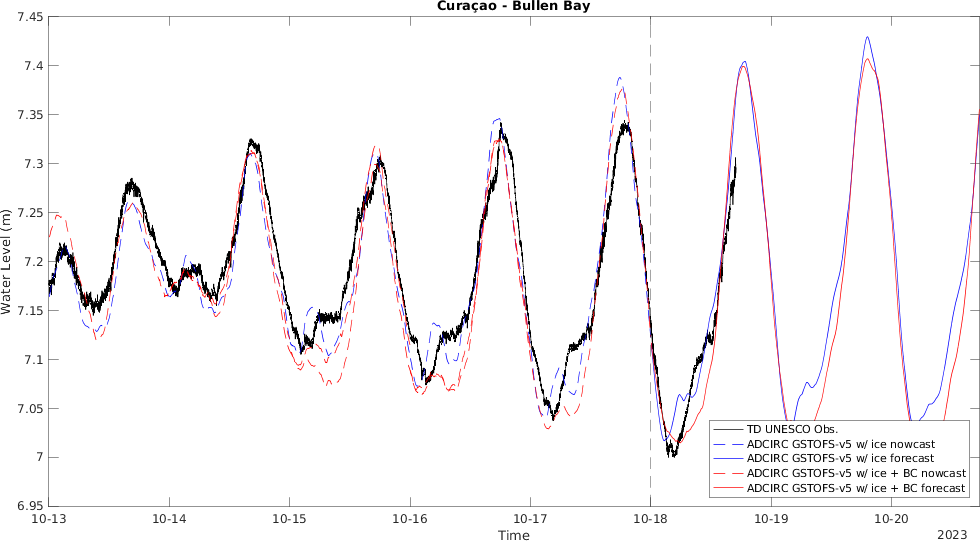 Curaçao - Bullen Bay
7.45
7.4
7.35
7.3
7.25
7.2
7.15
7.1
7.05
7
6.95
Water Level (m)
10-13
10-14
10-15
10-16
10-17
10-18
10-19
10-20
Time
2023
TD UNESCO Obs.
ADCIRC GSTOFS-v5 w/ ice nowcast
ADCIRC GSTOFS-v5 w/ ice forecast
ADCIRC GSTOFS-v5 w/ ice + BC nowcast
ADCIRC GSTOFS-v5 w/ ice + BC forecast